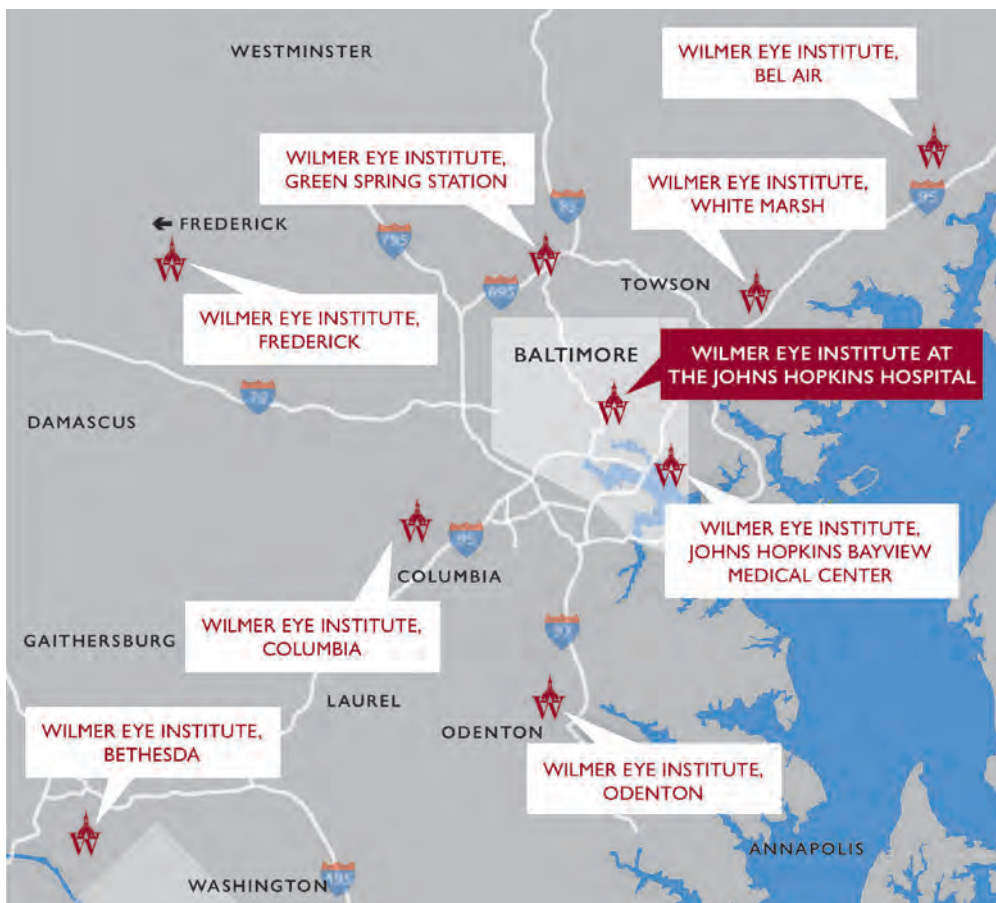 WESTMINSTER
WILMER EYE INSTITUTE,
BEL AIR
WILMER EYE INSTITUTE,
GREEN SPRING STATION
WILMER EYE INSTITUTE,
WHITE MARSH
95
83
795
FREDERICK
695
TOWSON
WILMER EYE INSTITUTE,
FREDERICK
BALTIMORE
WILMER EYE INSTITUTE AT
THE JOHNS HOPKINS HOSPITAL
70
DAMASCUS
WILMER EYE INSTITUTE,
JOHNS HOPKINS BAYVIEW
MEDICAL CENTER
95
COLUMBIA
WILMER EYE INSTITUTE,
COLUMBIA
GAITHERSBURG
97
LAUREL
ODENTON
WILMER EYE INSTITUTE,
BETHESDA
WILMER EYE INSTITUTE,
ODENTON
ANNAPOLIS
WASHINGTON
495
W
W
W
W
W
W
W
W
W